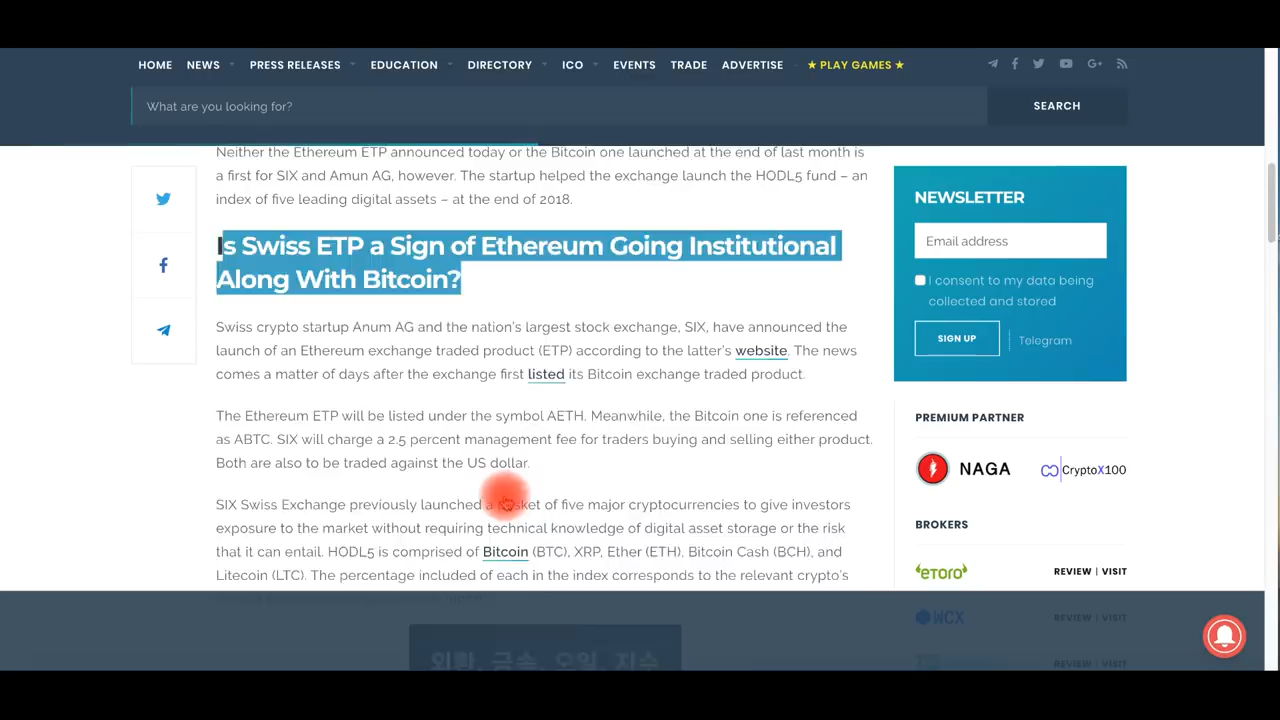 HOME NEWS PRESS RELEASES EDUCATION DIRECTORY ICO EVENTS TRADE ADVERTISE ★ PLAY GAMES ★
What are you looking for? SEARCH
Neither the Ethereum ETP announced today or the Bitcoin one launched at the end of last month is
a first for SIX and Amun AG, however. The startup helped the exchange launch the HODL5 fund – an
index of five leading digital assets – at the end of 2018.
Is Swiss ETP a Sign of Ethereum Going Institutional
Along With Bitcoin?
Swiss crypto startup Anum AG and the nation's largest stock exchange, SIX, have announced the
launch of an Ethereum exchange traded product (ETP) according to the latter's website. The news
comes a matter of days after the exchange first listed its Bitcoin exchange traded product.
The Ethereum ETP will be listed under the symbol AETH. Meanwhile, the Bitcoin one is referenced
as ABTC. SIX will charge a 2.5 percent management fee for traders buying and selling either product.
Both are also to be traded against the US dollar.
SIX Swiss Exchange previously launched a of five major cryptocurrencies to give investors
exposure to the market without requiring technical knowledge of digital asset storage or the risk
that it can entail. HODL5 is comprised of Bitcoin (BTC), XRP, Ether (ETH), Bitcoin Cash (BCH), and
Litecoin (LTC). The percentage included of each in the index corresponds to the relevant crypto's
외환, 금속, 오일, 지수
NEWSLETTER
Email address
I consent to my data being
collected and stored
SIGN UP Telegram
PREMIUM PARTNER
NAGA CryptoX100
BROKERS
eToro REVIEW | VISIT
WCX REVIEW | VISIT
REVIEW | VISIT